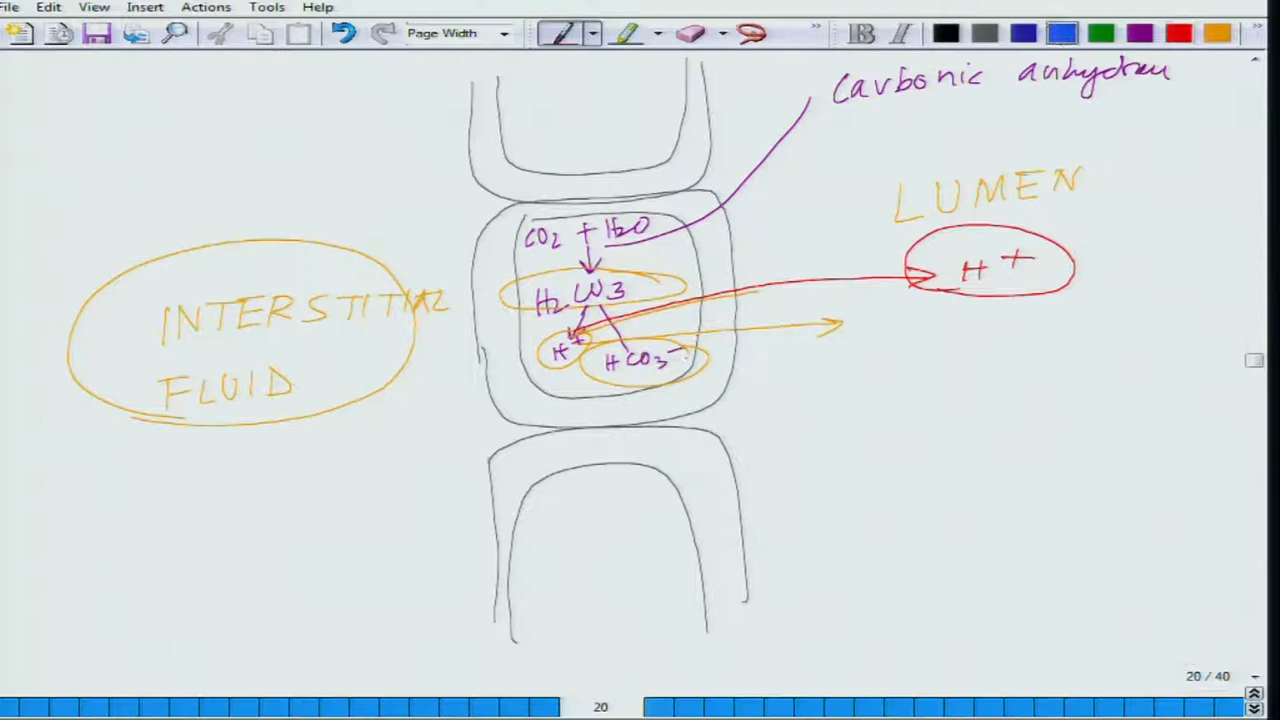 File Edit View Insert Actions Tools Help
Page Width
B I
Carbonic anhydrase
LUMEN
CO2 + H2O
H+
H2CO3
INTERSTITIAL
H+ HCO3-
FLUID
20 / 40
20